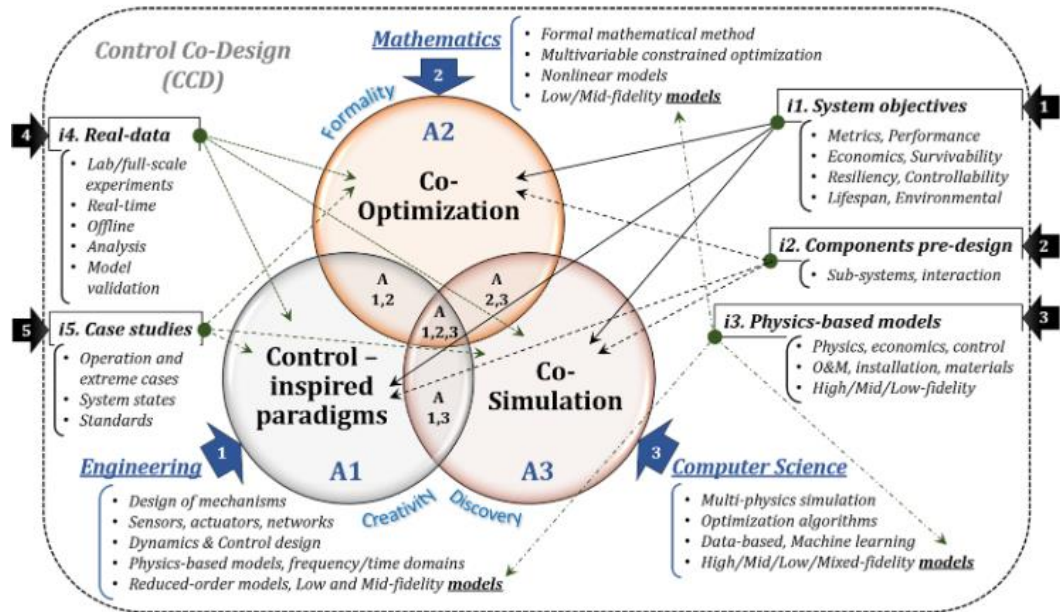 Control Co-Design
(CCD)
Mathematics
2
• Formal mathematical method
• Multivariable constrained optimization
• Nonlinear models
• Low/Mid-fidelity models
4
i4. Real-data
• Lab/full-scale
experiments
• Real-time
• Offline
• Analysis
• Model
validation
5
i5. Case studies
• Operation and
extreme cases
• System states
• Standards
Formality
A2
Co-
Optimization
A
1,2
A
2,3
A
1,2,3
A
1,3
Control –
inspired
paradigms
A1
Creativity
Co-
Simulation
A3
Discovery
1
i1. System objectives
• Metrics, Performance
• Economics, Survivability
• Resiliency, Controllability
• Lifespan, Environmental
2
i2. Components pre-design
• Sub-systems, interaction
3
i3. Physics-based models
• Physics, economics, control
• O&M, installation, materials
• High/Mid/Low-fidelity
Engineering
1
• Design of mechanisms
• Sensors, actuators, networks
• Dynamics & Control design
• Physics-based models, frequency/time domains
• Reduced-order models, Low and Mid-fidelity models
3
Computer Science
• Multi-physics simulation
• Optimization algorithms
• Data-based, Machine learning
• High/Mid/Low/Mixed-fidelity models